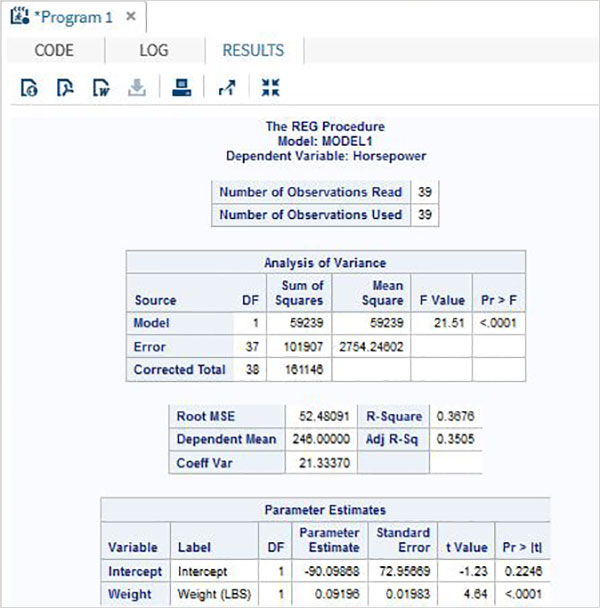 *Program 1 ×
CODE LOG RESULTS
The REG Procedure
Model: MODEL1
Dependent Variable: Horsepower
Number of Observations Read 39
Number of Observations Used 39
Analysis of Variance
Source DF Sum of Squares Mean Square F Value Pr > F
Model 1 59239 59239 21.51 <.0001
Error 37 101907 2754.24602
Corrected Total 38 161146
Root MSE 52.48091 R-Square 0.3676
Dependent Mean 246.00000 Adj R-Sq 0.3505
Coeff Var 21.33370
Parameter Estimates
Variable Label DF Parameter Estimate Standard Error t Value Pr > |t|
Intercept Intercept 1 -90.09868 72.95669 -1.23 0.2246
Weight Weight (LBS) 1 0.09196 0.01983 4.64 <.0001